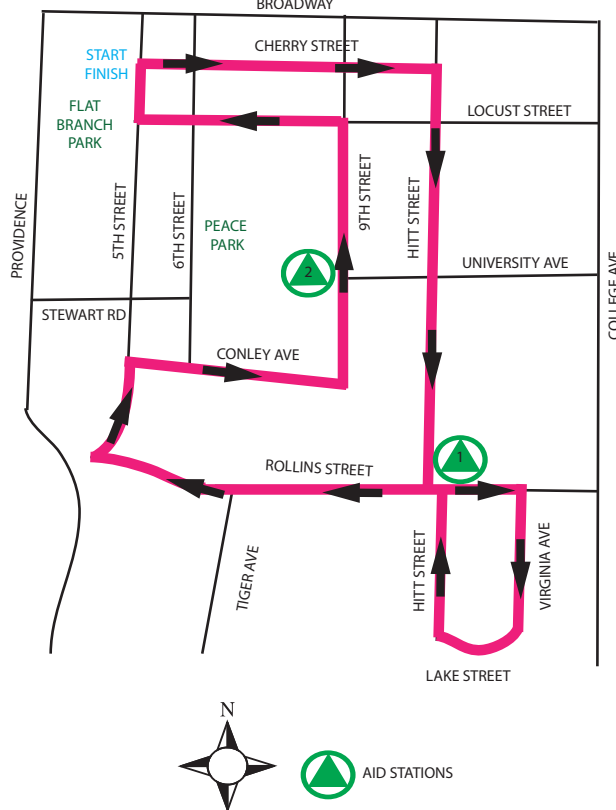 BROADWAY
CHERRY STREET
START
FINISH
FLAT
BRANCH
PARK
LOCUST STREET
PROVIDENCE
5TH STREET
6TH STREET
PEACE
PARK
9TH STREET
HITT STREET
COLLEGE AVE
2
UNIVERSITY AVE
STEWART RD
CONLEY AVE
1
ROLLINS STREET
TIGER AVE
HITT STREET
VIRGINIA AVE
LAKE STREET
N
AID STATIONS